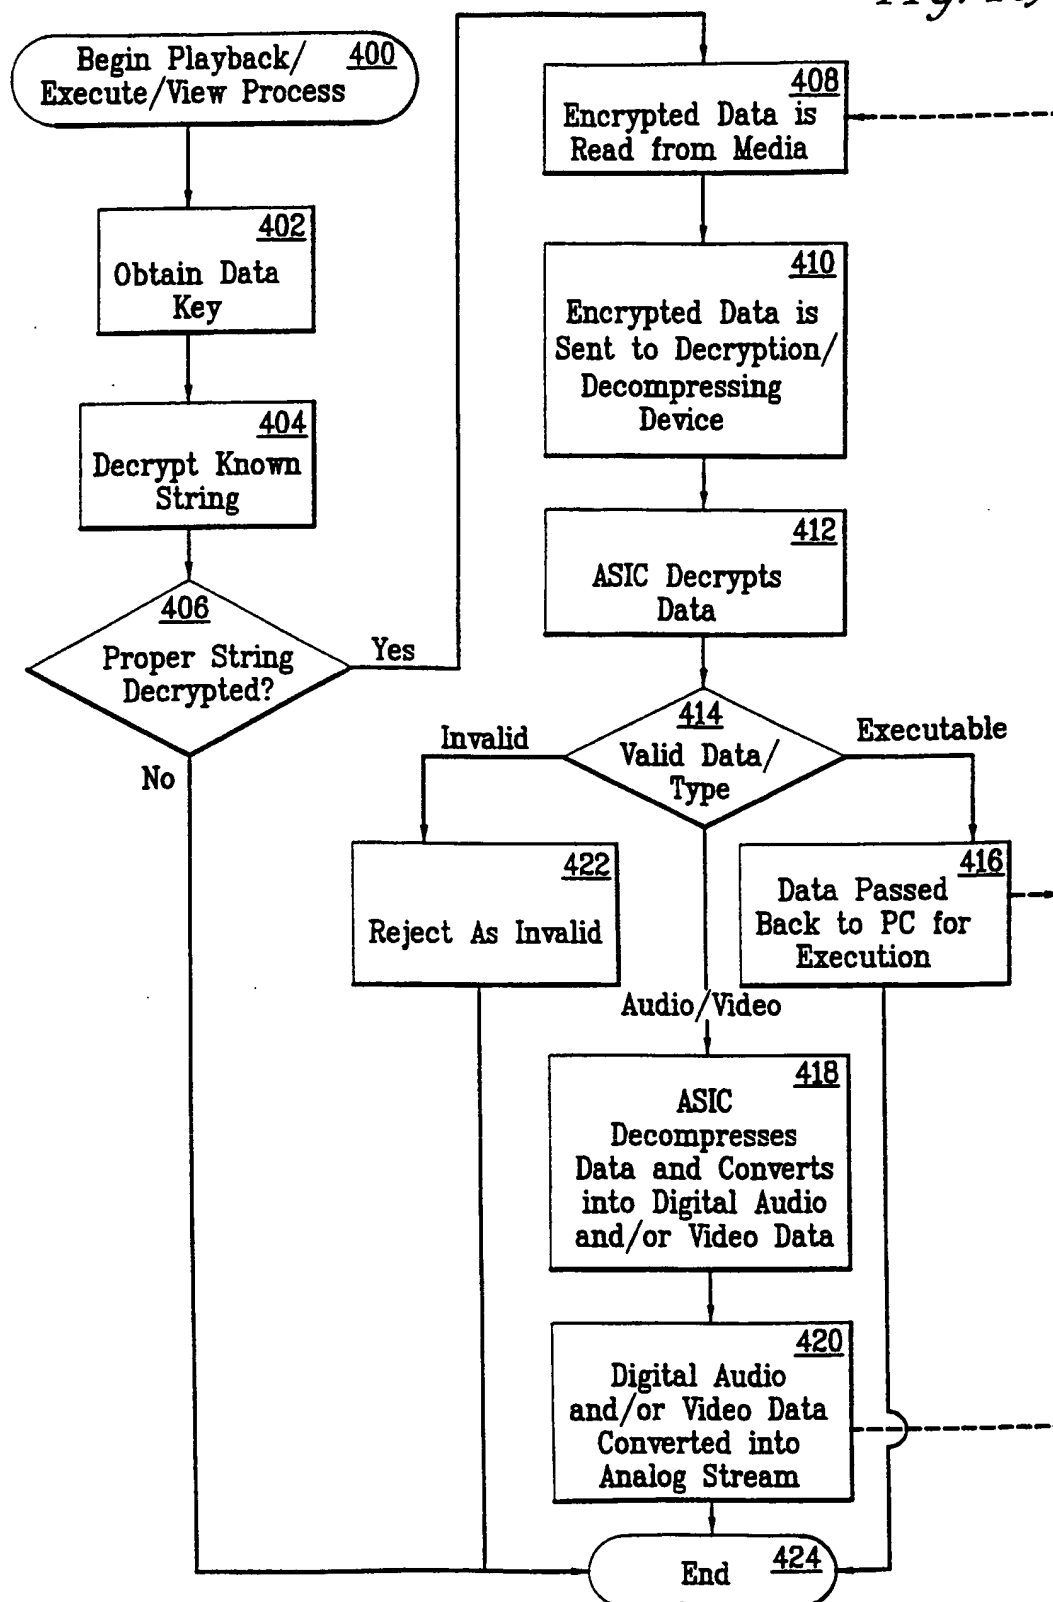 Begin Playback/ 400
Execute/View Process
402
Obtain Data
Key
404
Decrypt Known
String
406
Proper String
Decrypted?
Yes
No
408
Encrypted Data is
Read from Media
410
Encrypted Data is
Sent to Decryption/
Decompressing
Device
412
ASIC Decrypts
Data
414
Valid Data/
Type
Invalid
Executable
422
Reject As Invalid
416
Data Passed
Back to PC for
Execution
Audio/Video
418
ASIC
Decompresses
Data and Converts
into Digital Audio
and/or Video Data
420
Digital Audio
and/or Video Data
Converted into
Analog Stream
End 424